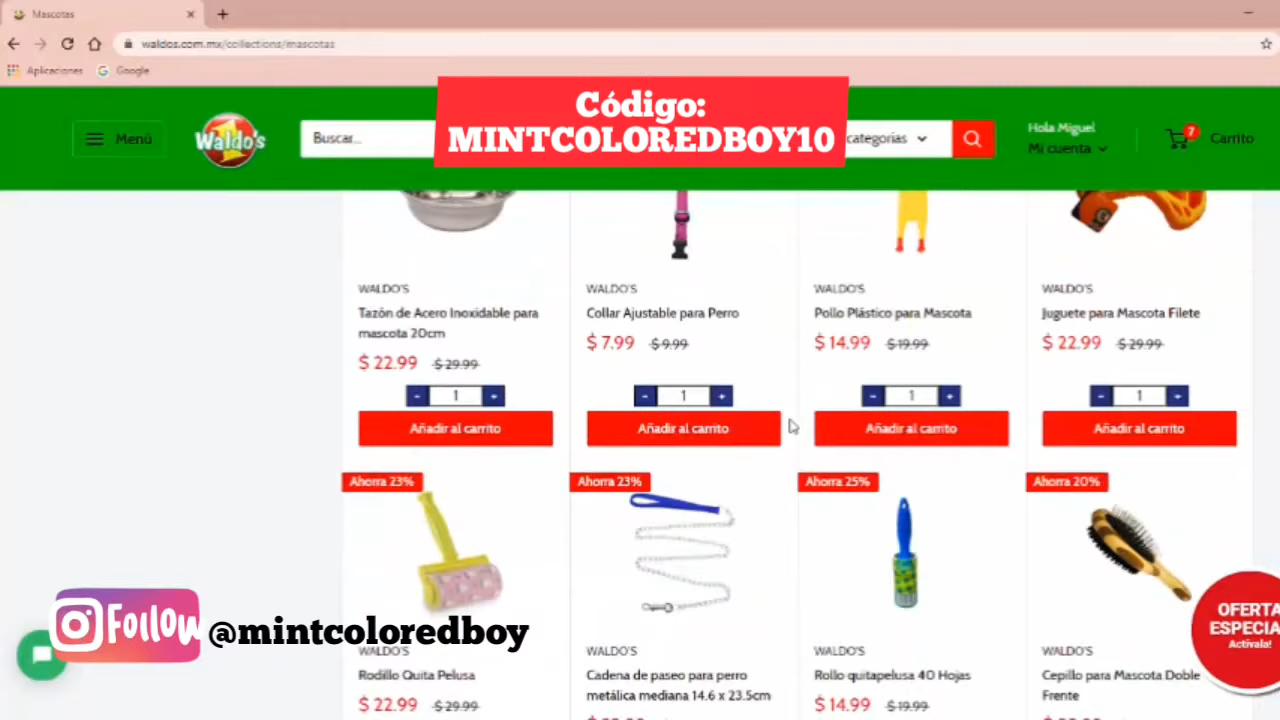 Mascotas
waldos.com.mx/collections/mascotas
Aplicaciones
Google
Código:
MINTCOLOREDBOY10
Menú
Waldo's
Buscar...
categorias
Hola Miguel
Mi cuenta
7
Carrito
WALDO'S
Tazón de Acero Inoxidable para
mascota 20cm
$ 22.99 $ 29.99
- 1 +
Añadir al carrito
WALDO'S
Collar Ajustable para Perro
$ 7.99 $ 9.99
- 1 +
Añadir al carrito
WALDO'S
Pollo Plástico para Mascota
$ 14.99 $ 19.99
- 1 +
Añadir al carrito
WALDO'S
Juguete para Mascota Filete
$ 22.99 $ 29.99
- 1 +
Añadir al carrito
Ahorra 23%
WALDO'S
Rodillo Quita Pelusa
$ 22.99 $ 29.99
Ahorra 23%
WALDO'S
Cadena de paseo para perro
metálica mediana 14.6 x 23.5cm
Ahorra 25%
WALDO'S
Rollo quitapelusa 40 Hojas
$ 14.99 $ 19.99
Ahorra 20%
WALDO'S
Cepillo para Mascota Doble
Frente
OFERTA
ESPECIA
Actívala!
Follow
@mintcoloredboy